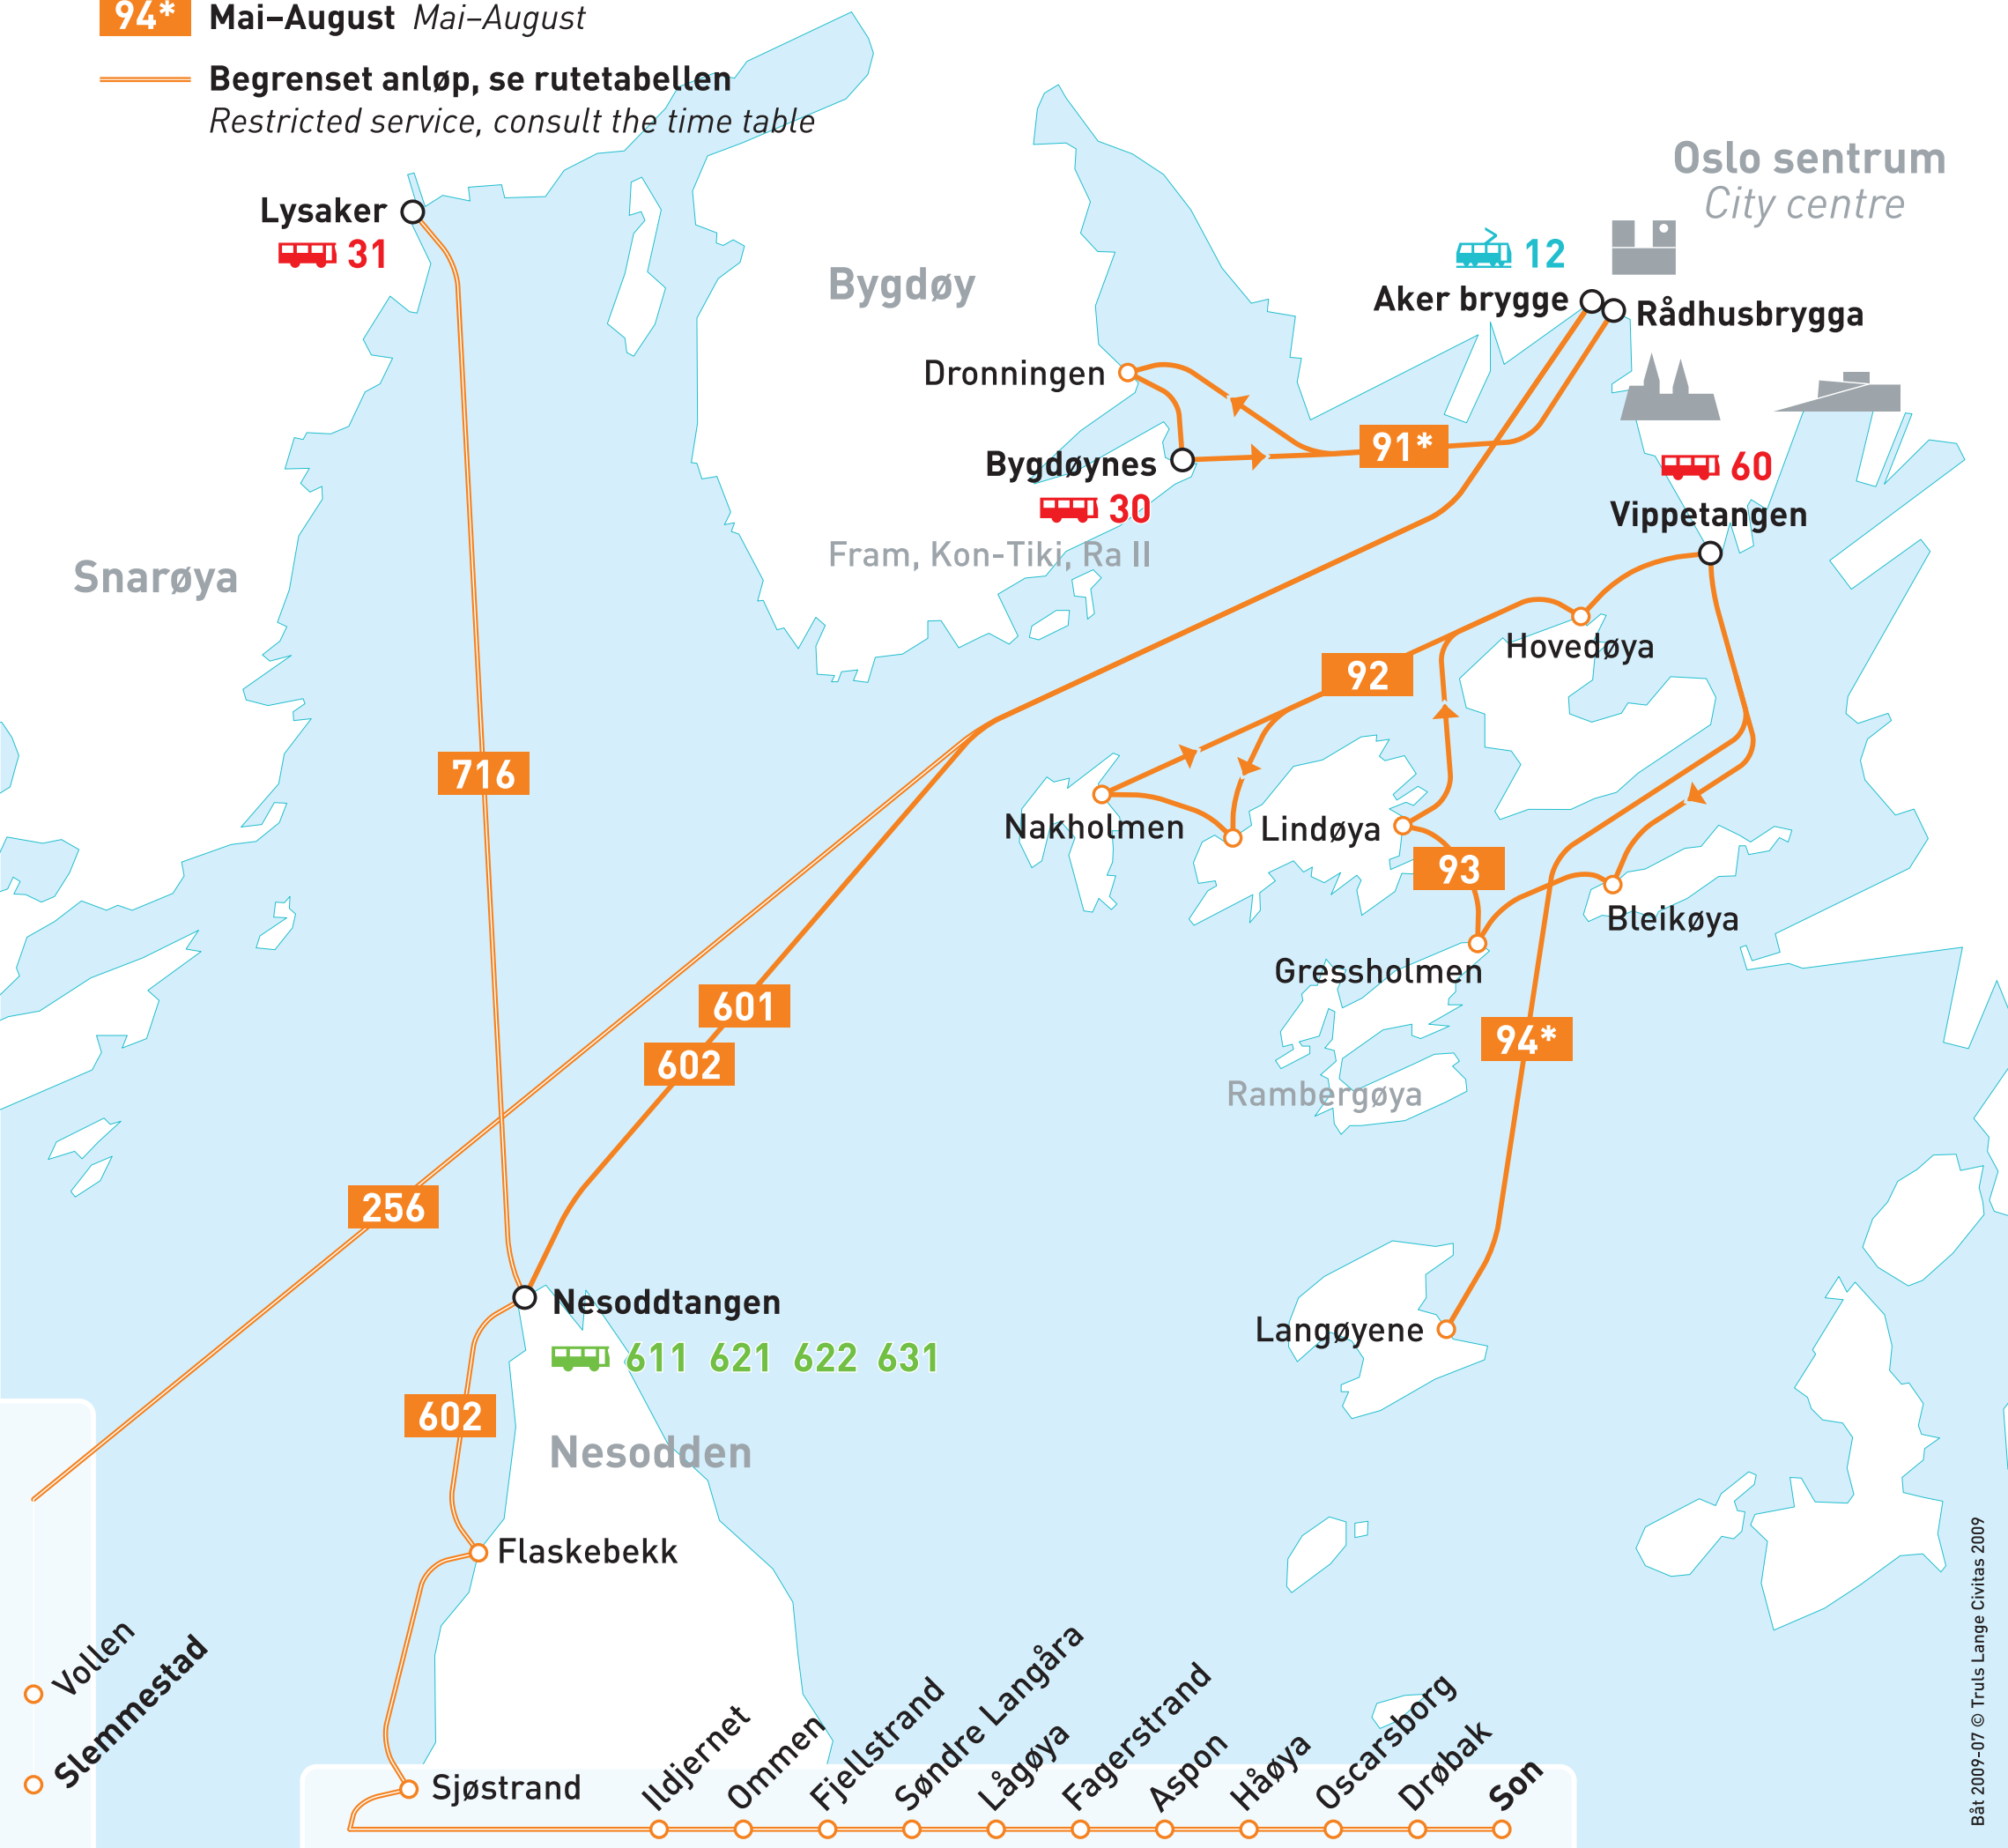 94* Mai–August Mai–August
Begrenset anløp, se rutetabellen
Restricted service, consult the time table
Oslo sentrum
City centre
Lysaker
31
Bygdøy
12
Aker brygge
Rådhusbrygga
Dronningen
91*
Bygdøynes
30
60
Vippetangen
Fram, Kon-Tiki, Ra II
Snarøya
Hovedøya
92
716
Nakholmen
Lindøya
93
Bleikøya
Gressholmen
601
602
94*
Rambergøya
256
Nesoddtangen
611 621 622 631
Langøyene
602
Nesodden
Flaskebekk
Vollen
Slemmestad
Sjøstrand
Ildjernet
Ommen
Fjellstrand
Søndre Langåra
Lågøya
Fagerstrand
Aspon
Håøya
Oscarsborg
Drøbak
Son
Båt 2009-07 © Truls Lange Civitas 2009